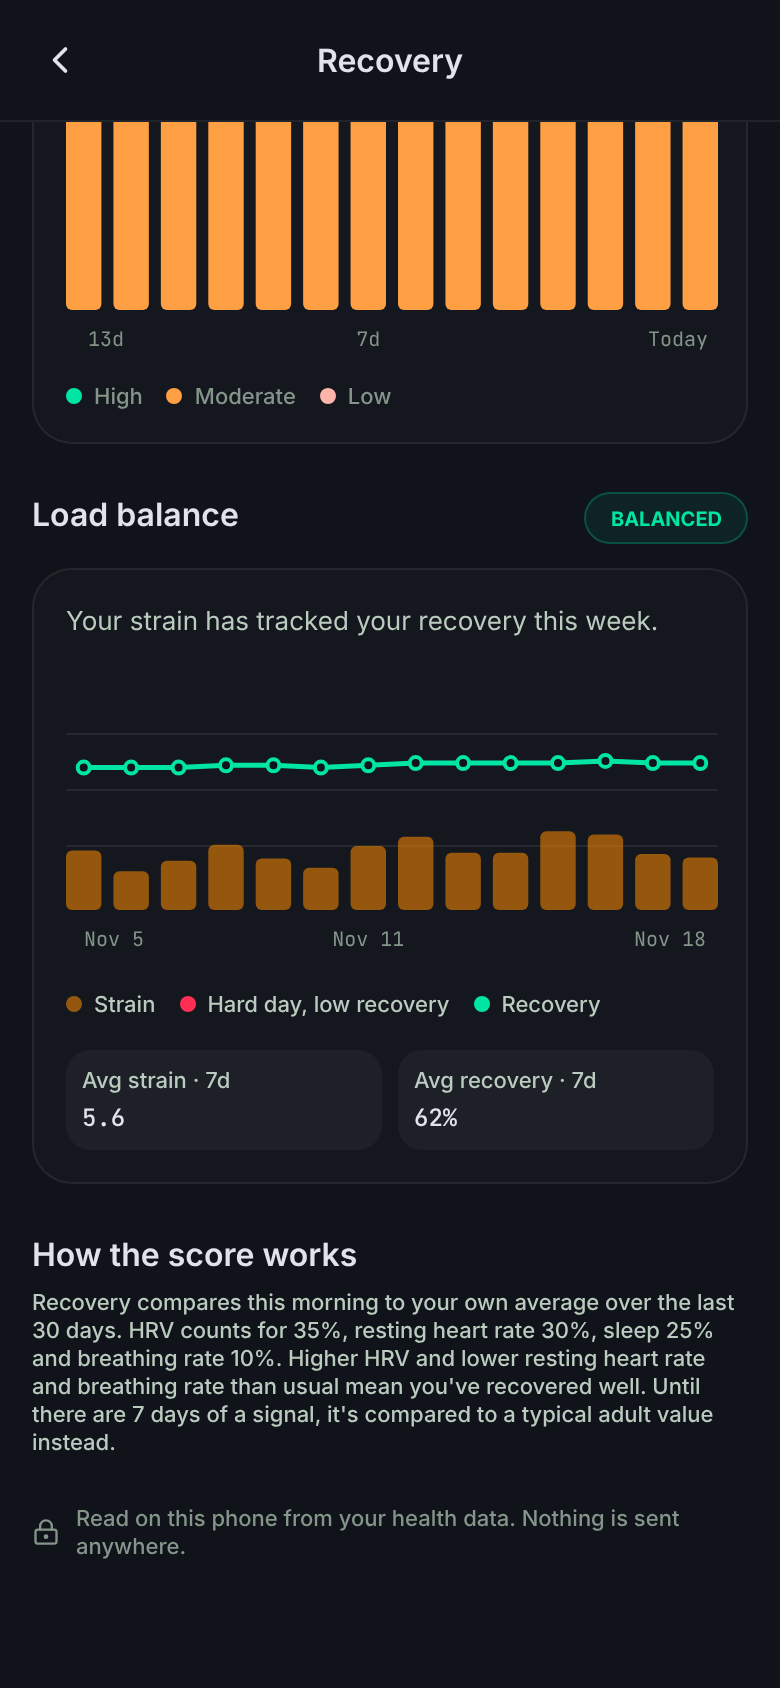 Recovery
13d 7d Today
High Moderate Low
Load balance
BALANCED
Your strain has tracked your recovery this week.
Nov 5 Nov 11 Nov 18
Strain Hard day, low recovery Recovery
Avg strain · 7d
5.6
Avg recovery · 7d
62%
How the score works
Recovery compares this morning to your own average over the last
30 days. HRV counts for 35%, resting heart rate 30%, sleep 25%
and breathing rate 10%. Higher HRV and lower resting heart rate
and breathing rate than usual mean you've recovered well. Until
there are 7 days of a signal, it's compared to a typical adult value
instead.
Read on this phone from your health data. Nothing is sent
anywhere.